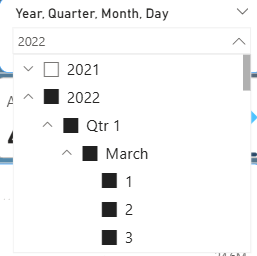 Year, Quarter, Month, Day
2022
2021
2022
Qtr 1
March
1
2
3